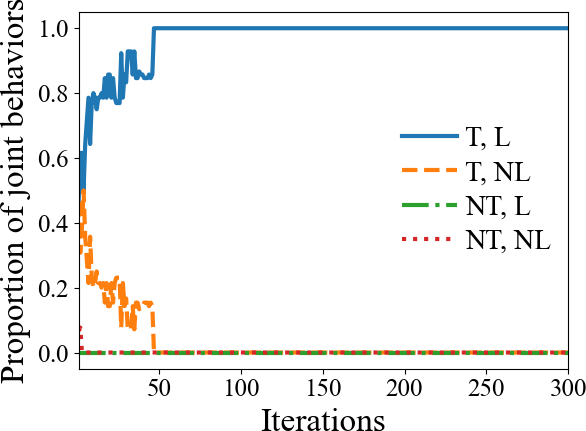 Proportion of joint behaviors
1.0
0.8
0.6
0.4
0.2
0.0
T, L
T, NL
NT, L
NT, NL
50 100 150 200 250 300
Iterations